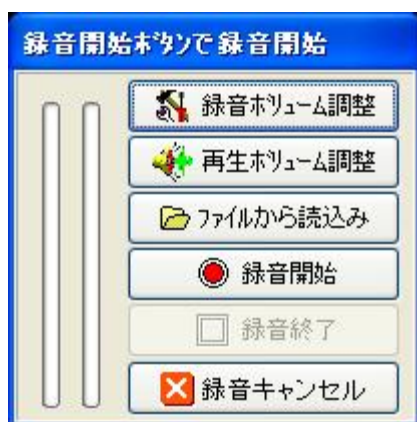 録音開始ﾎﾞﾀﾝで録音開始
録音ﾎﾞﾘｭｰﾑ調整
再生ﾎﾞﾘｭｰﾑ調整
ﾌｧｲﾙから読込み
録音開始
録音終了
録音キャンセル